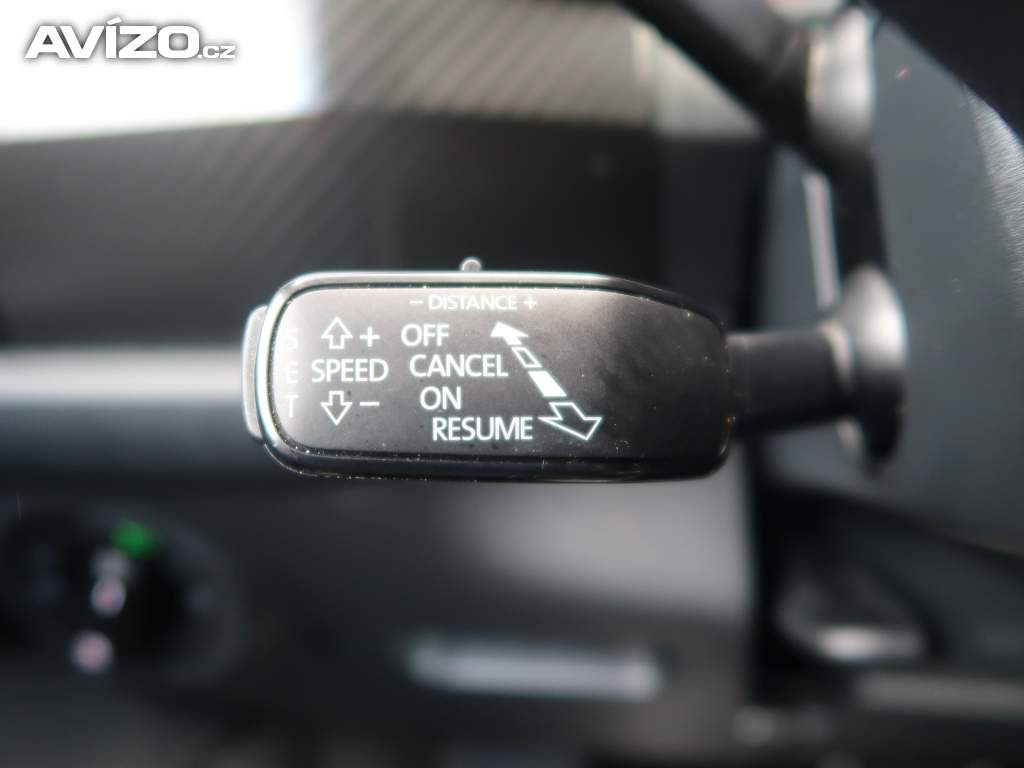 AVÍZO.cz
− DISTANCE +
S + OFF
E SPEED CANCEL
T − ON
RESUME